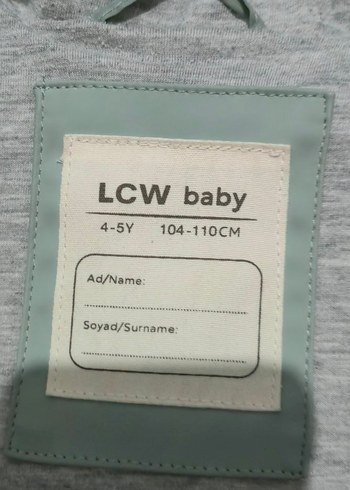 LCW baby
4-5Y 104-110CM
Ad/Name:
Soyad/Surname: